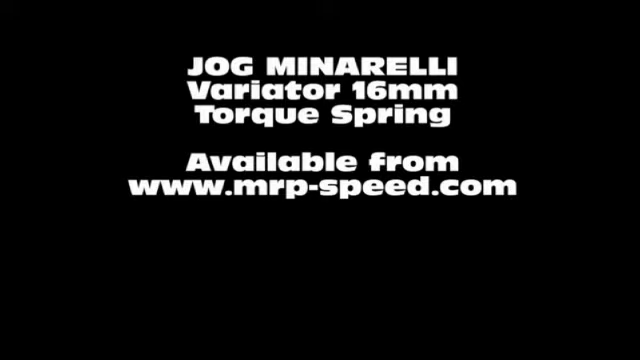 JOG MINARELLI
Variator 16mm
Torque Spring
Available from
www.mrp-speed.com